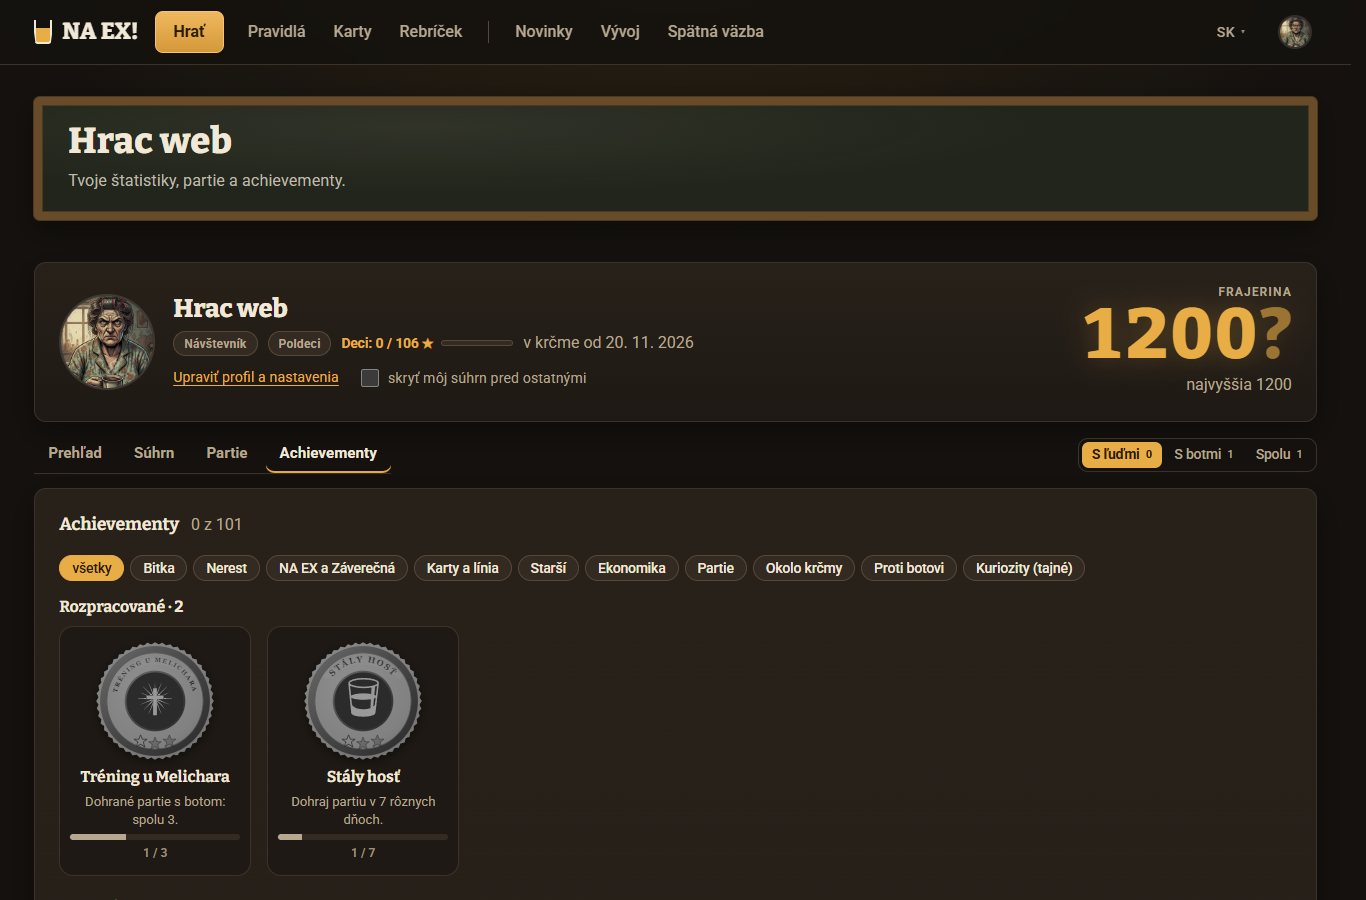 NA EX! Hrať Pravidlá Karty Rebríček Novinky Vývoj Spätná väzba SK
Hrac web
Tvoje štatistiky, partie a achievementy.
Hrac web
Návštevník Poldeci Deci: 0 / 106 ★ v krčme od 20. 11. 2026
Upraviť profil a nastavenia skryť môj súhrn pred ostatnými
FRAJERINA
1200?
najvyššia 1200
Prehľad Súhrn Partie Achievementy S ľuďmi 0 S botmi 1 Spolu 1
Achievementy 0 z 101
všetky Bitka Nerest NA EX a Záverečná Karty a línia Starší Ekonomika Partie Okolo krčmy Proti botovi Kuriozity (tajné)
Rozpracované · 2
TRÉNING U MELICHARA
Tréning u Melichara
Dohrané partie s botom:
spolu 3.
1 / 3
STÁLY HOSŤ
Stály hosť
Dohraj partiu v 7 rôznych
dňoch.
1 / 7